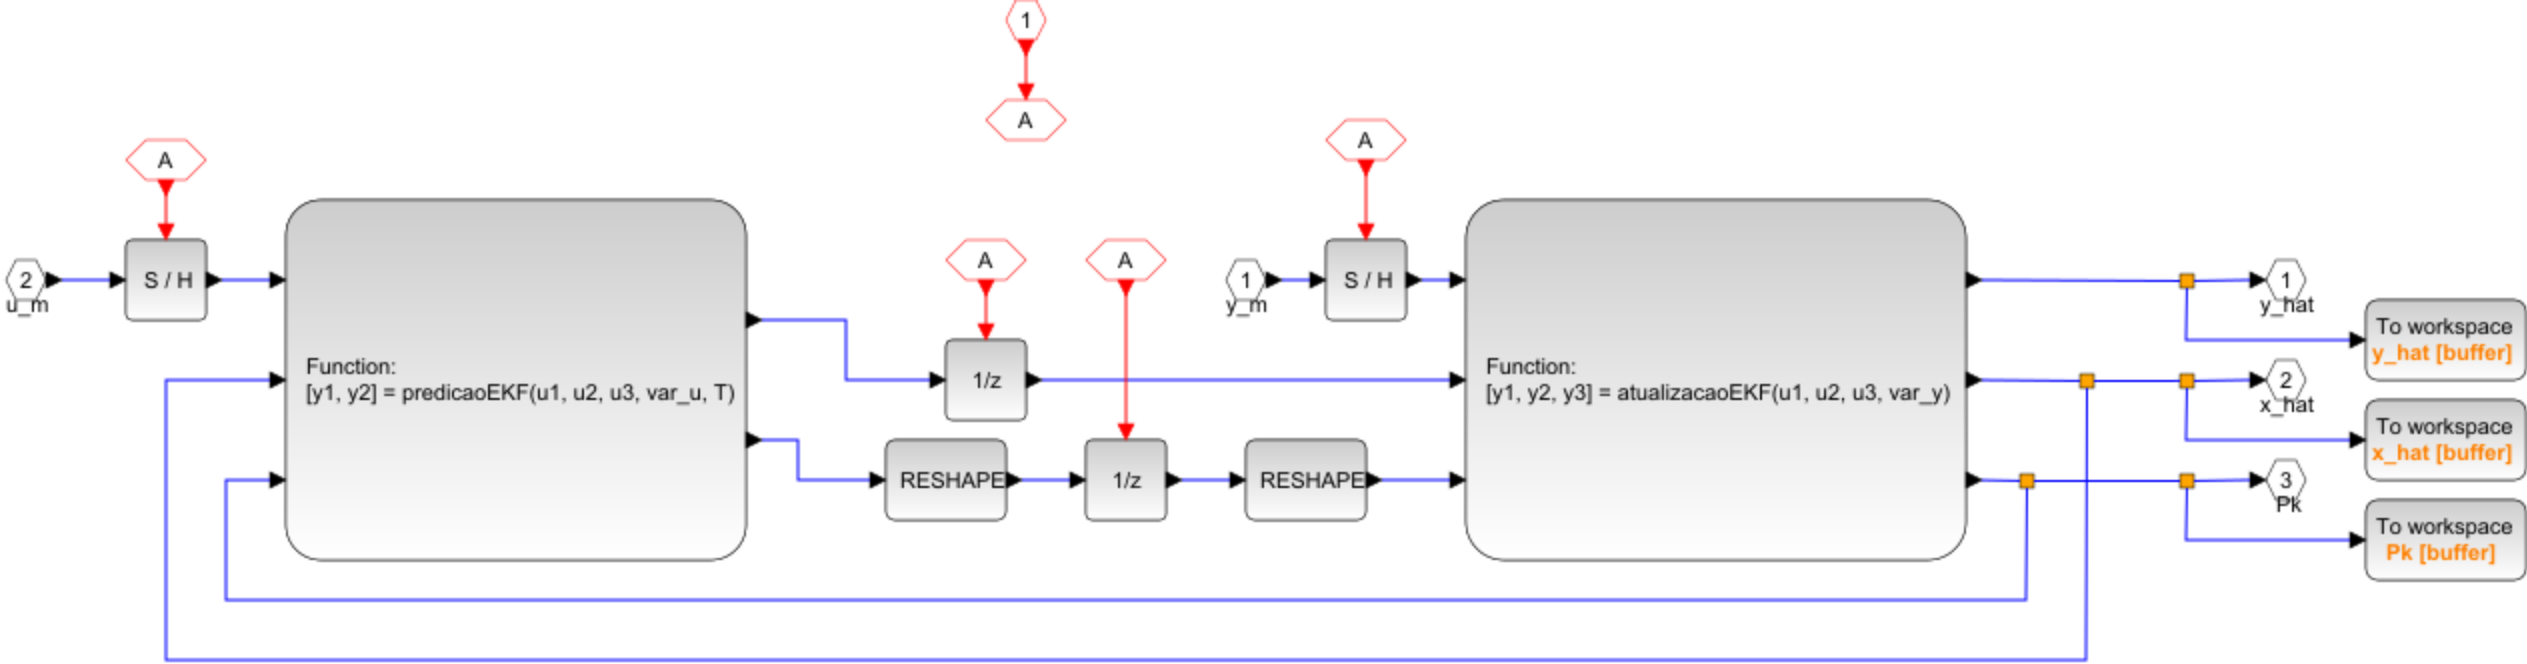 1
A
A
A
2
S / H
u_m
Function:
[y1, y2] = predicaoEKF(u1, u2, u3, var_u, T)
A
A
1/z
RESHAPE
1/z
RESHAPE
1
S / H
y_m
Function:
[y1, y2, y3] = atualizacaoEKF(u1, u2, u3, var_y)
1
y_hat
To workspace
y_hat [buffer]
2
x_hat
To workspace
x_hat [buffer]
3
Pk
To workspace
Pk [buffer]